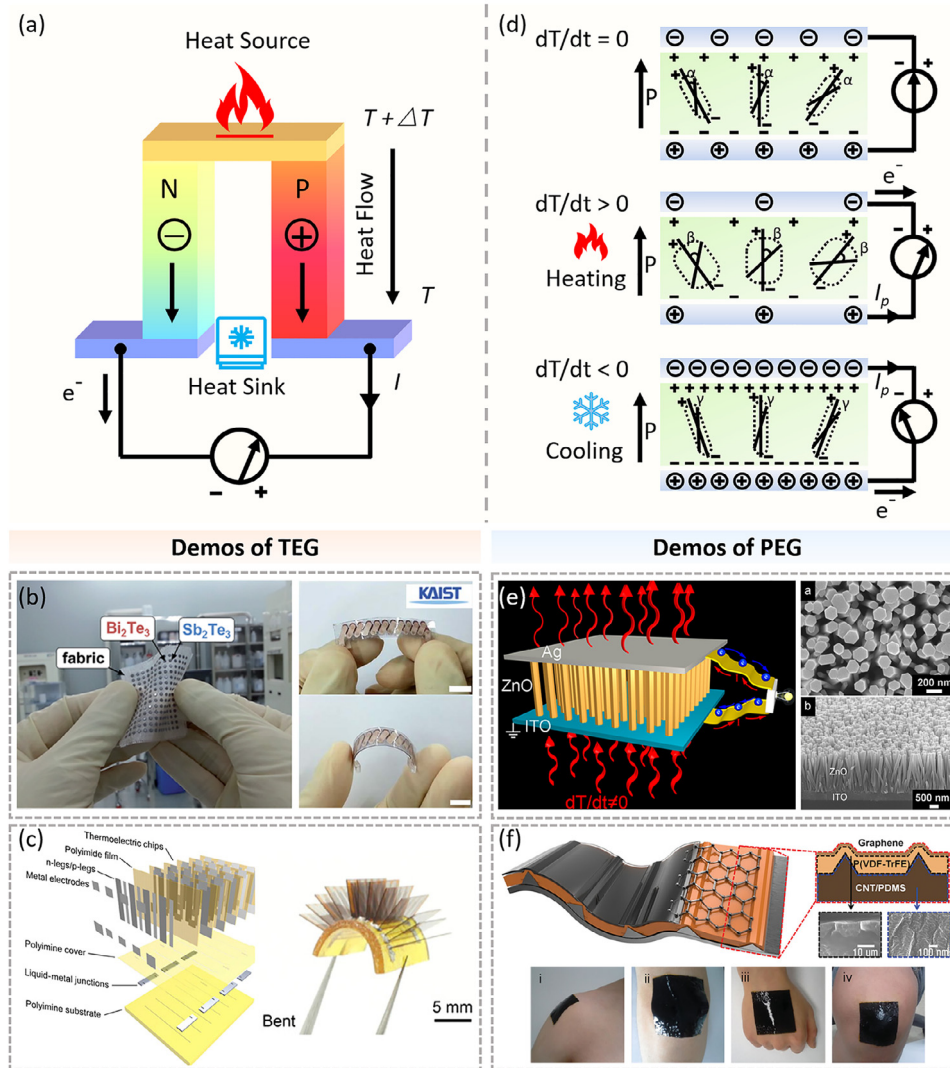 (a)
Heat Source
T + △T
N
P
⊖
⊕
Heat Flow
T
Heat Sink
e⁻
I
- +
(d)
dT/dt = 0
P
α α α
dT/dt > 0
Heating
P
β β β
e⁻
I_p
dT/dt < 0
Cooling
P
γ γ γ
I_p
e⁻
Demos of TEG
Demos of PEG
(b)
Bi₂Te₃ Sb₂Te₃
fabric
KAIST
(c)
Thermoelectric chips
Polyimide film
n-legs/p-legs
Metal electrodes
Polyimine cover
Liquid-metal junctions
Polyimine substrate
Bent
5 mm
(e)
Ag
ZnO
ITO
dT/dt≠0
a
200 nm
b
ZnO
ITO
500 nm
(f)
Graphene
P(VDF-TrFE)
CNT/PDMS
10 um
100 nm
i
ii
iii
iv